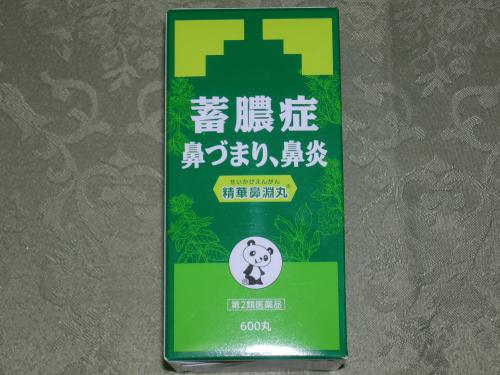 蓄膿症
鼻づまり、鼻炎
せいかびえんがん
精華鼻淵丸®
第2類医薬品
600丸